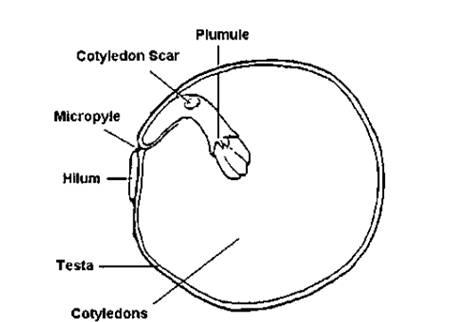 Plumule
Cotyledon Scar
Micropyle
Hilum
Testa
Cotyledons